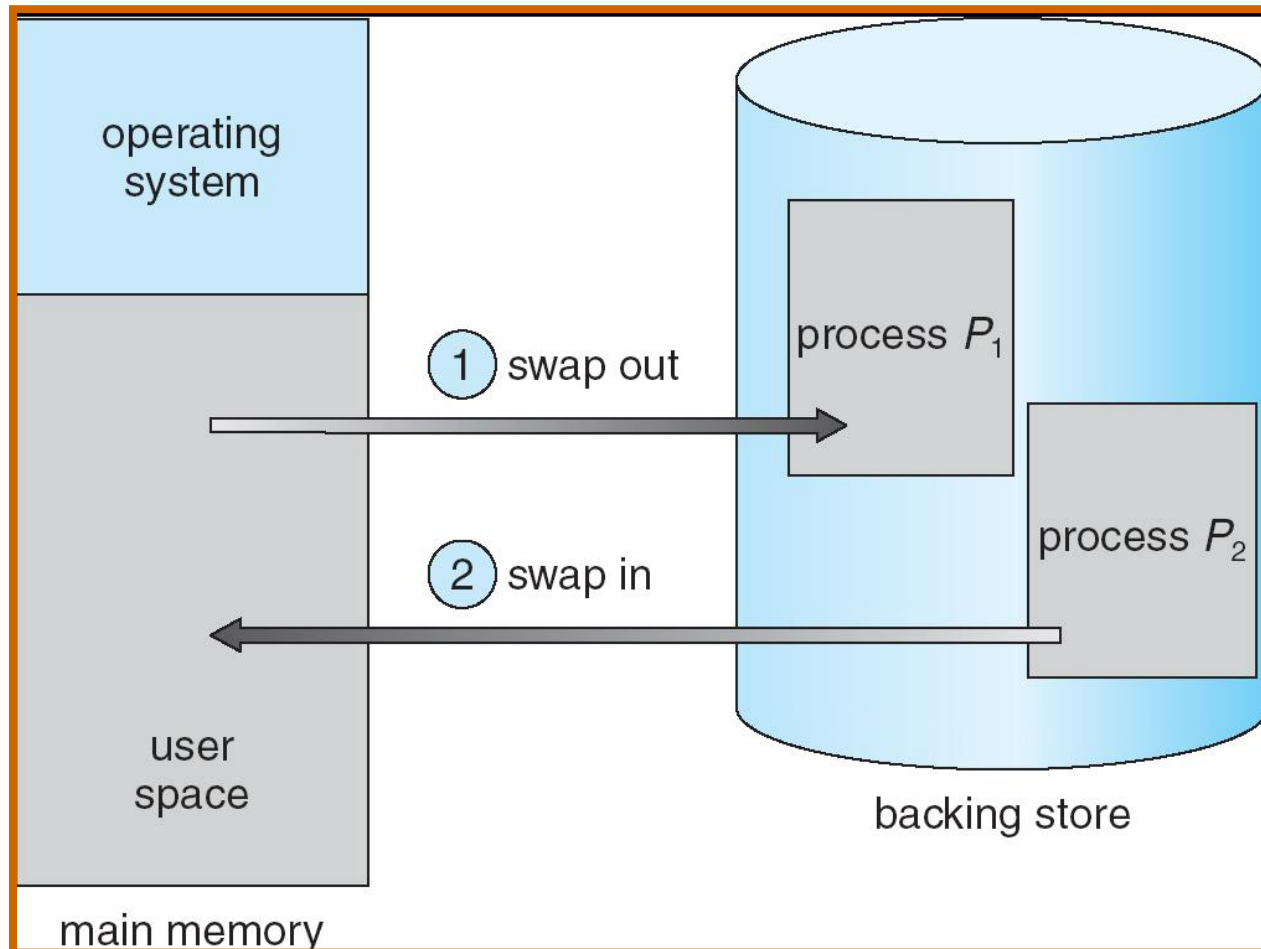 operating
system
process P₁
1 swap out
process P₂
2 swap in
user
space
backing store
main memory